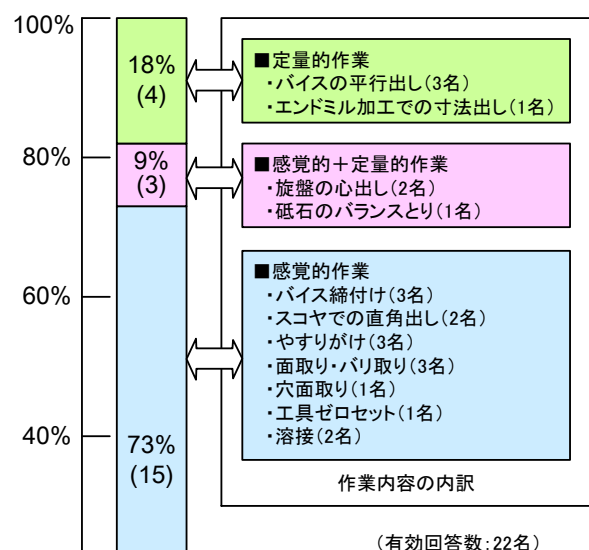 100%
80%
60%
40%
18%
(4)
9%
(3)
73%
(15)
■定量的作業
・バイスの平行出し(3名)
・エンドミル加工での寸法出し(1名)
■感覚的＋定量的作業
・旋盤の心出し(2名)
・砥石のバランスとり(1名)
■感覚的作業
・バイス締付け(3名)
・スコヤでの直角出し(2名)
・やすりがけ(3名)
・面取り・バリ取り(3名)
・穴面取り(1名)
・工具ゼロセット(1名)
・溶接(2名)
作業内容の内訳
(有効回答数:22名)